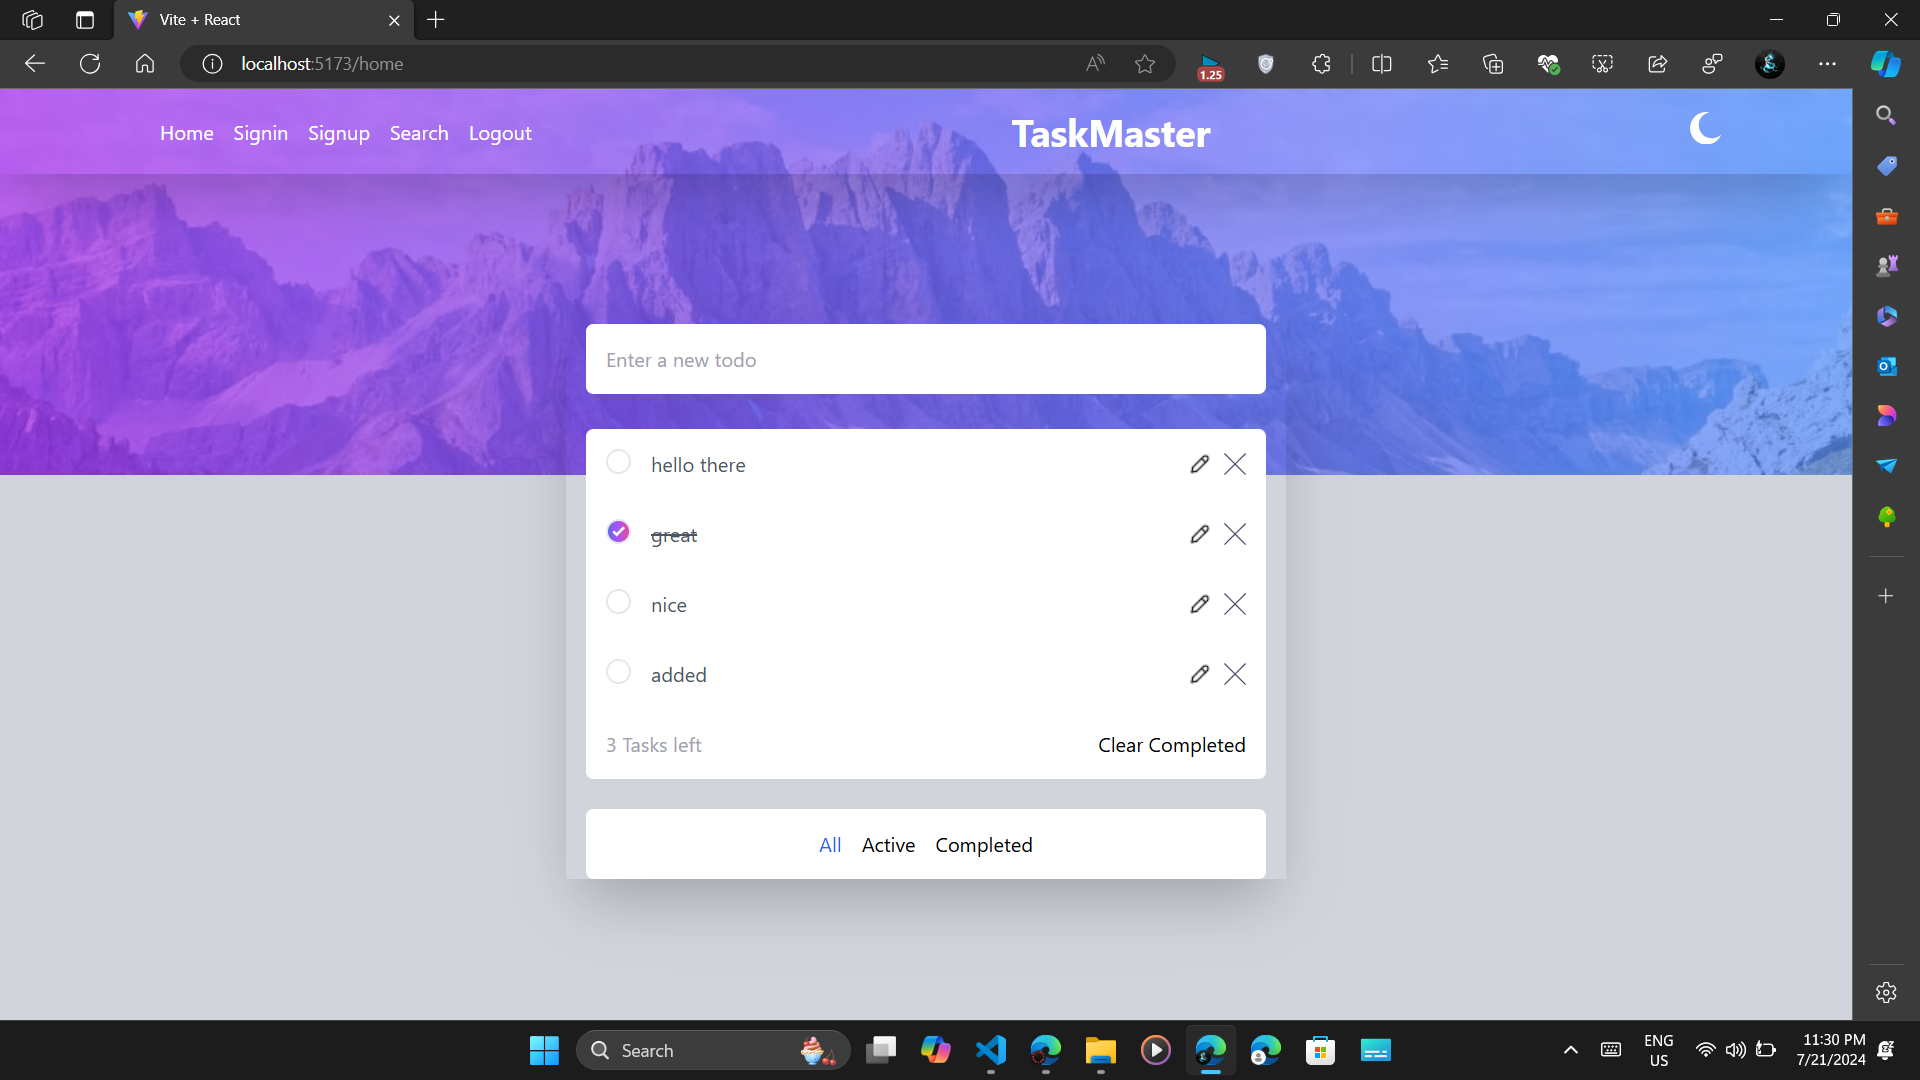 Vite + React
localhost:5173/home
1.25
Home Signin Signup Search Logout
TaskMaster
Enter a new todo
hello there
great
nice
added
3 Tasks left
Clear Completed
All Active Completed
Search
ENG
US
11:30 PM
7/21/2024